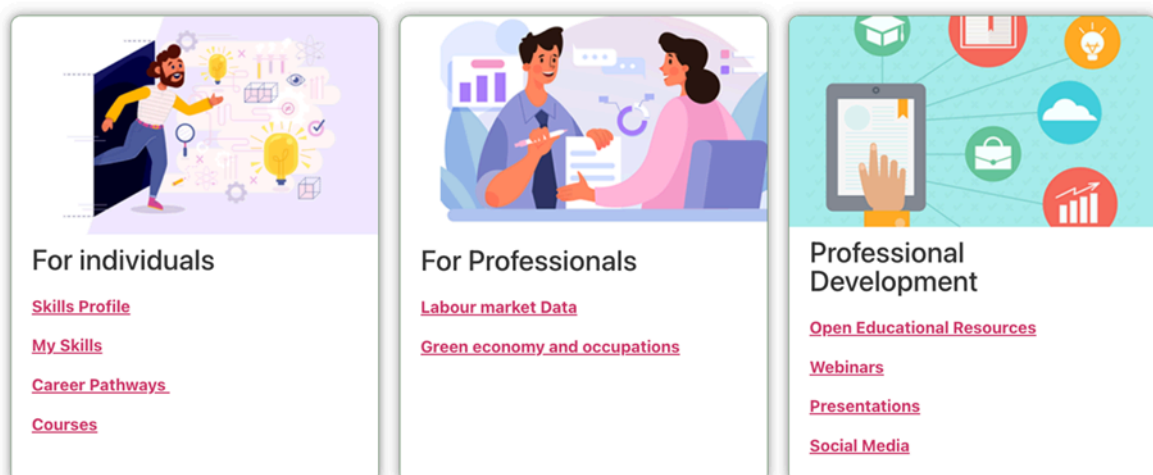 For individuals
Skills Profile
My Skills
Career Pathways
Courses
For Professionals
Labour market Data
Green economy and occupations
Professional
Development
Open Educational Resources
Webinars
Presentations
Social Media